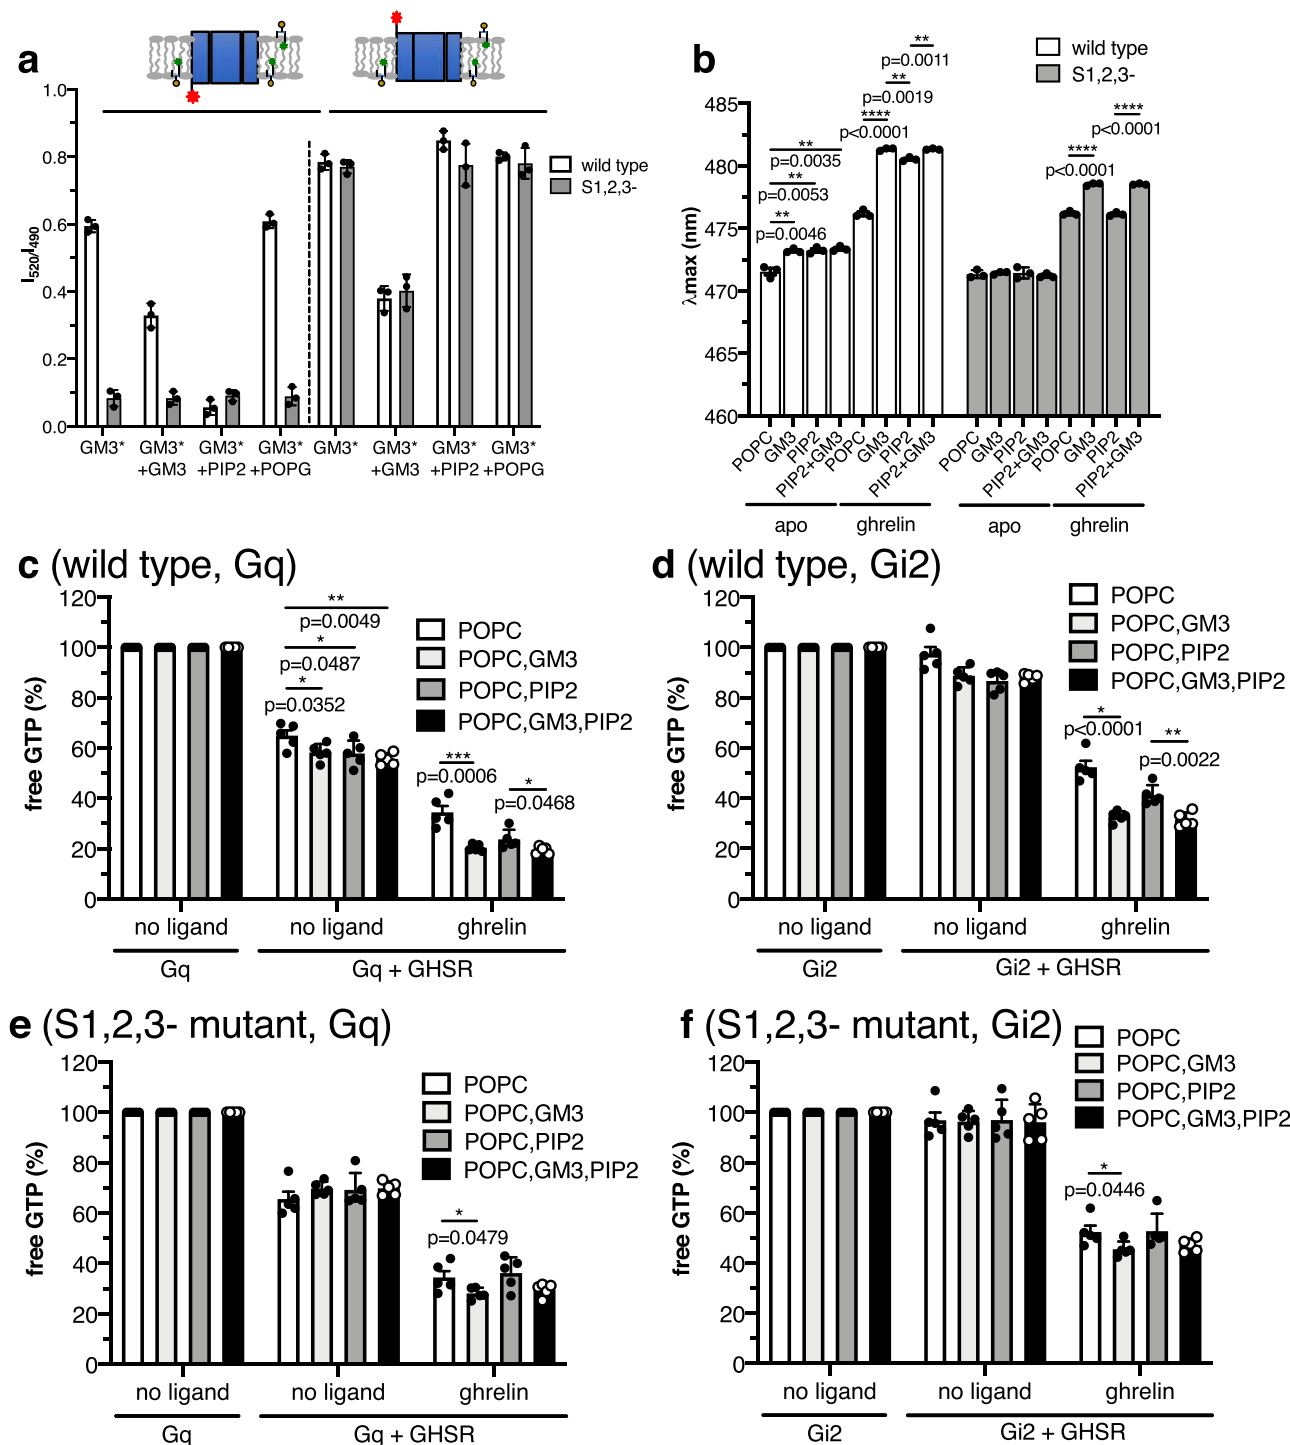 a
1.0
0.8
0.6
0.4
0.2
0.0
I520/I490
wild type
S1,2,3-
GM3*
GM3*
+GM3
GM3*
+PIP2
GM3*
+POPG
GM3*
GM3*
+GM3
GM3*
+PIP2
GM3*
+POPG
b
wild type
S1,2,3-
485
480
475
470
465
460
λmax (nm)
**
p=0.0011
**
p=0.0019
****
p<0.0001
**
p=0.0035
**
p=0.0053
**
p=0.0046
****
p<0.0001
****
p<0.0001
POPC
GM3
PIP2
PIP2+GM3
POPC
GM3
PIP2
PIP2+GM3
POPC
GM3
PIP2
PIP2+GM3
POPC
GM3
PIP2
PIP2+GM3
apo
ghrelin
apo
ghrelin
c (wild type, Gq)
120
100
80
60
40
20
0
free GTP (%)
**
p=0.0049
*
p=0.0487
*
p=0.0352
***
p=0.0006
*
p=0.0468
POPC
POPC,GM3
POPC,PIP2
POPC,GM3,PIP2
no ligand
no ligand
ghrelin
Gq
Gq + GHSR
d (wild type, Gi2)
120
100
80
60
40
20
0
free GTP (%)
POPC
POPC,GM3
POPC,PIP2
POPC,GM3,PIP2
*
p<0.0001
**
p=0.0022
no ligand
no ligand
ghrelin
Gi2
Gi2 + GHSR
e (S1,2,3- mutant, Gq)
120
100
80
60
40
20
0
free GTP (%)
POPC
POPC,GM3
POPC,PIP2
POPC,GM3,PIP2
*
p=0.0479
no ligand
no ligand
ghrelin
Gq
Gq + GHSR
f (S1,2,3- mutant, Gi2)
120
100
80
60
40
20
0
free GTP (%)
POPC
POPC,GM3
POPC,PIP2
POPC,GM3,PIP2
*
p=0.0446
no ligand
no ligand
ghrelin
Gi2
Gi2 + GHSR